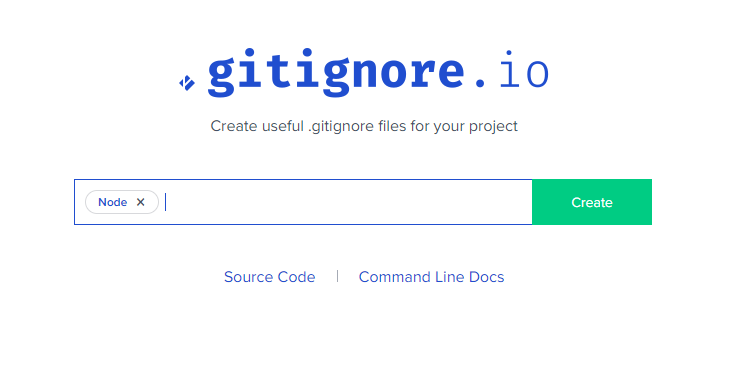 .gitignore.io
Create useful .gitignore files for your project
Node ×
Create
Source Code | Command Line Docs